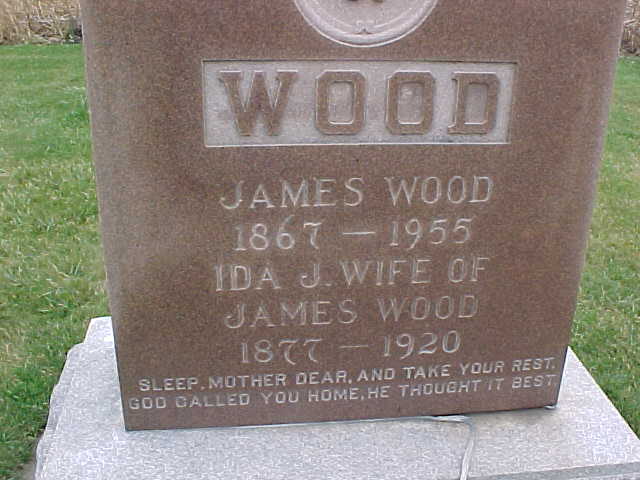 WOOD
JAMES WOOD
1867 — 1955
IDA J. WIFE OF
JAMES WOOD
1877 — 1920
SLEEP, MOTHER DEAR, AND TAKE YOUR REST,
GOD CALLED YOU HOME, HE THOUGHT IT BEST.